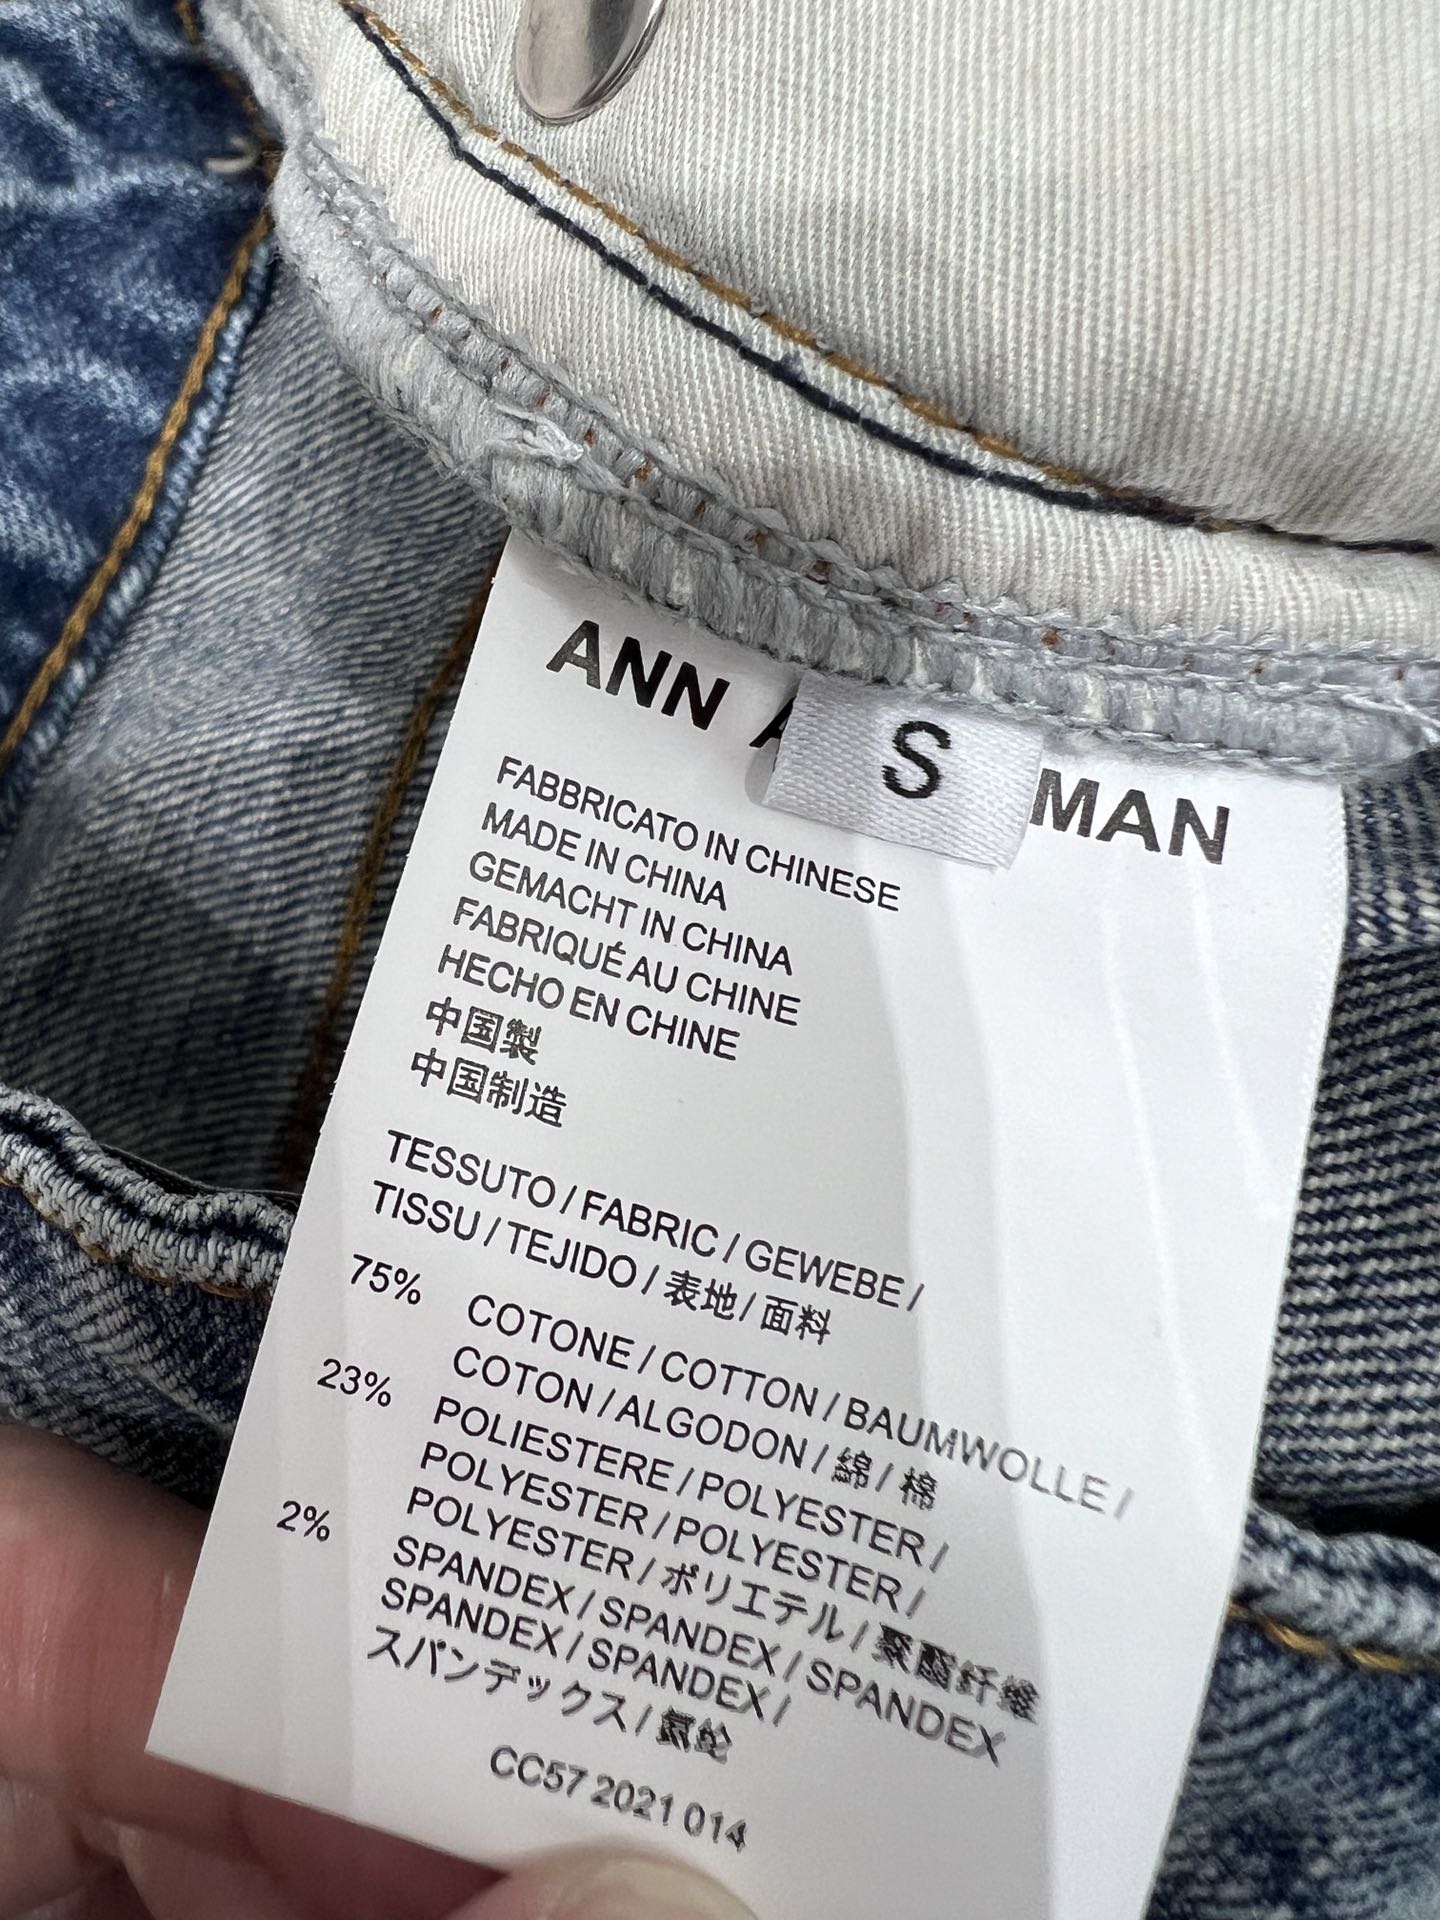 ANN
S
MAN
FABBRICATO IN CHINESE
MADE IN CHINA
GEMACHT IN CHINA
FABRIQUÉ AU CHINE
HECHO EN CHINE
中国製
中国制造
TESSUTO / FABRIC / GEWEBE /
TISSU / TEJIDO / 表地 / 面料
75% COTONE / COTTON / BAUMWOLLE /
COTON / ALGODON / 綿 / 棉
23% POLIESTERE / POLYESTER /
POLYESTER / POLYESTER /
POLYESTER / ポリエテル / 聚酯纤维
2% SPANDEX / SPANDEX / SPANDEX
SPANDEX / SPANDEX /
スパンデックス / 氨纶
CC57 2021 014